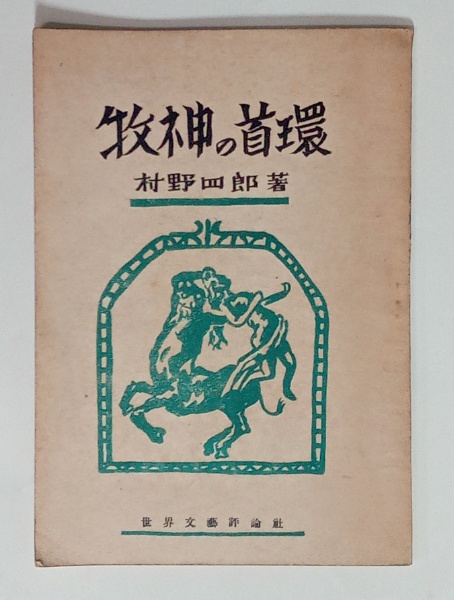 牧神の首環
村野四郎著
世界文藝評論社